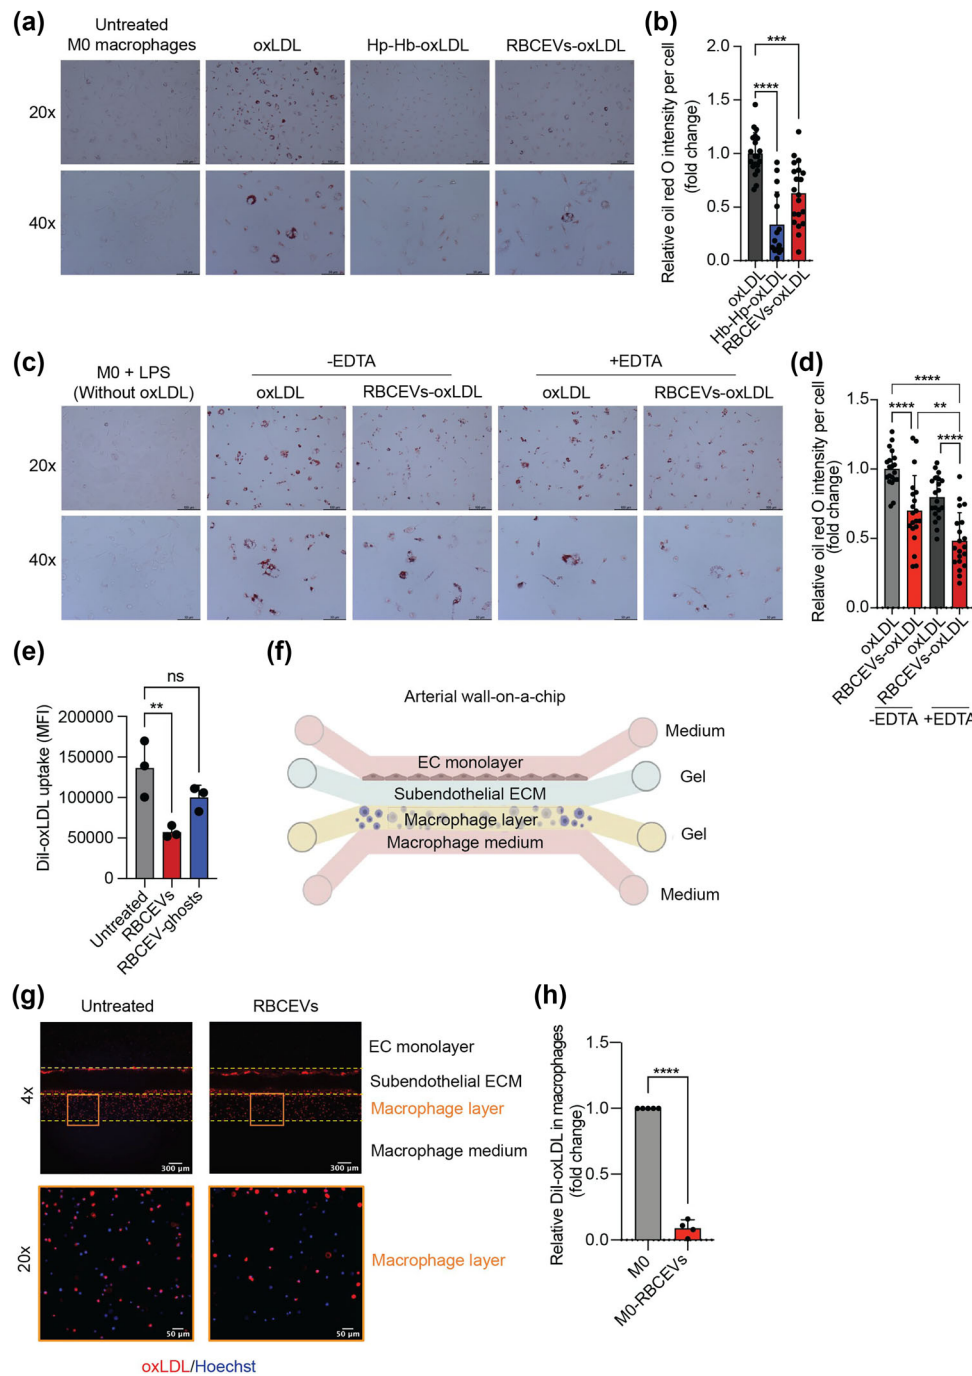 (a)
Untreated
M0 macrophages
oxLDL
Hp-Hb-oxLDL
RBCEVs-oxLDL
20x
40x
(b)
Relative oil red O intensity per cell
(fold change)
2.0
1.5
1.0
0.5
0.0
***
****
oxLDL
Hb-Hp-oxLDL
RBCEVs-oxLDL
(c)
M0 + LPS
(Without oxLDL)
-EDTA
oxLDL
RBCEVs-oxLDL
+EDTA
oxLDL
RBCEVs-oxLDL
20x
40x
(d)
Relative oil red O intensity per cell
(fold change)
1.5
1.0
0.5
0.0
****
**** **
****
oxLDL
RBCEVs-oxLDL
oxLDL
RBCEVs-oxLDL
-EDTA +EDTA
(e)
DiI-oxLDL uptake (MFI)
200000
150000
100000
50000
0
ns
**
Untreated
RBCEVs
RBCEV-ghosts
(f)
Arterial wall-on-a-chip
EC monolayer
Subendothelial ECM
Macrophage layer
Macrophage medium
Medium
Gel
Gel
Medium
(g)
Untreated
RBCEVs
4x
300 µm
300 µm
EC monolayer
Subendothelial ECM
Macrophage layer
Macrophage medium
20x
50 µm
50 µm
Macrophage layer
oxLDL/Hoechst
(h)
Relative DiI-oxLDL in macrophages
(fold change)
1.5
1.0
0.5
0.0
****
M0
M0-RBCEVs